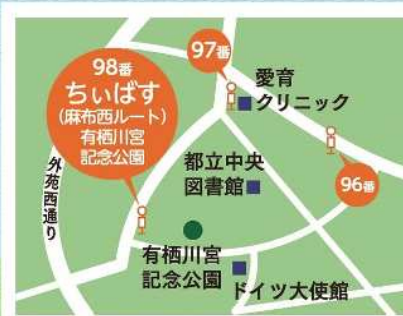 97番
98番
ちぃばす
(麻布西ルート)
有栖川宮
記念公園
愛育
クリニック
都立中央
図書館
96番
外苑西通り
有栖川宮
記念公園
ドイツ大使館